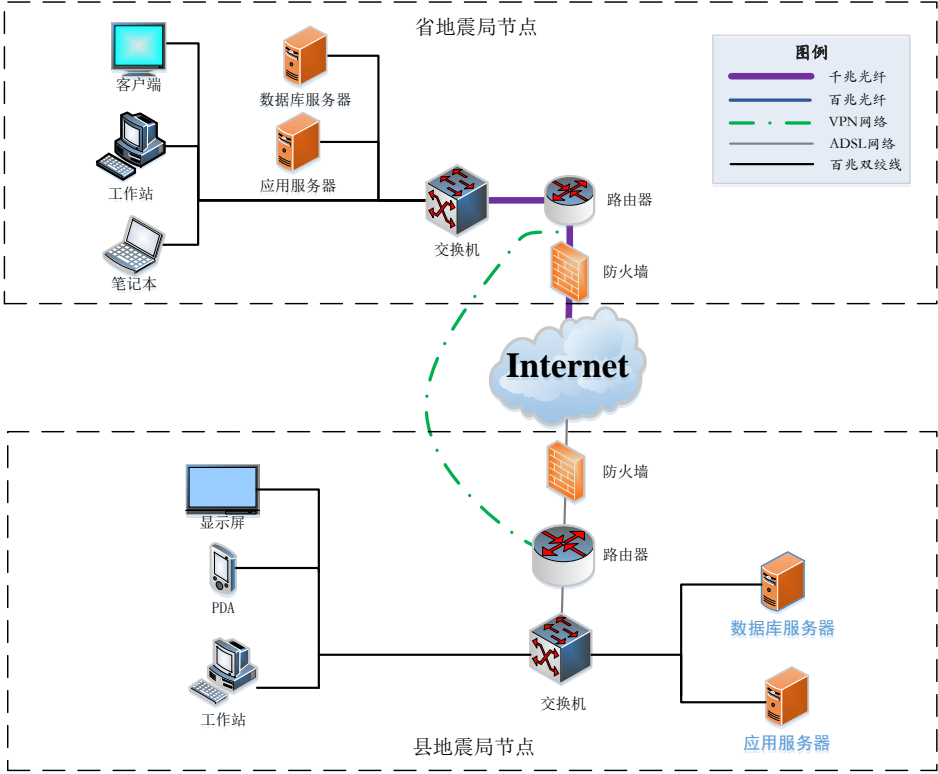 省地震局节点
图例
千兆光纤
百兆光纤
VPN网络
ADSL网络
百兆双绞线
客户端
数据库服务器
工作站
应用服务器
笔记本
交换机
路由器
防火墙
Internet
防火墙
显示屏
路由器
PDA
数据库服务器
工作站
交换机
应用服务器
县地震局节点